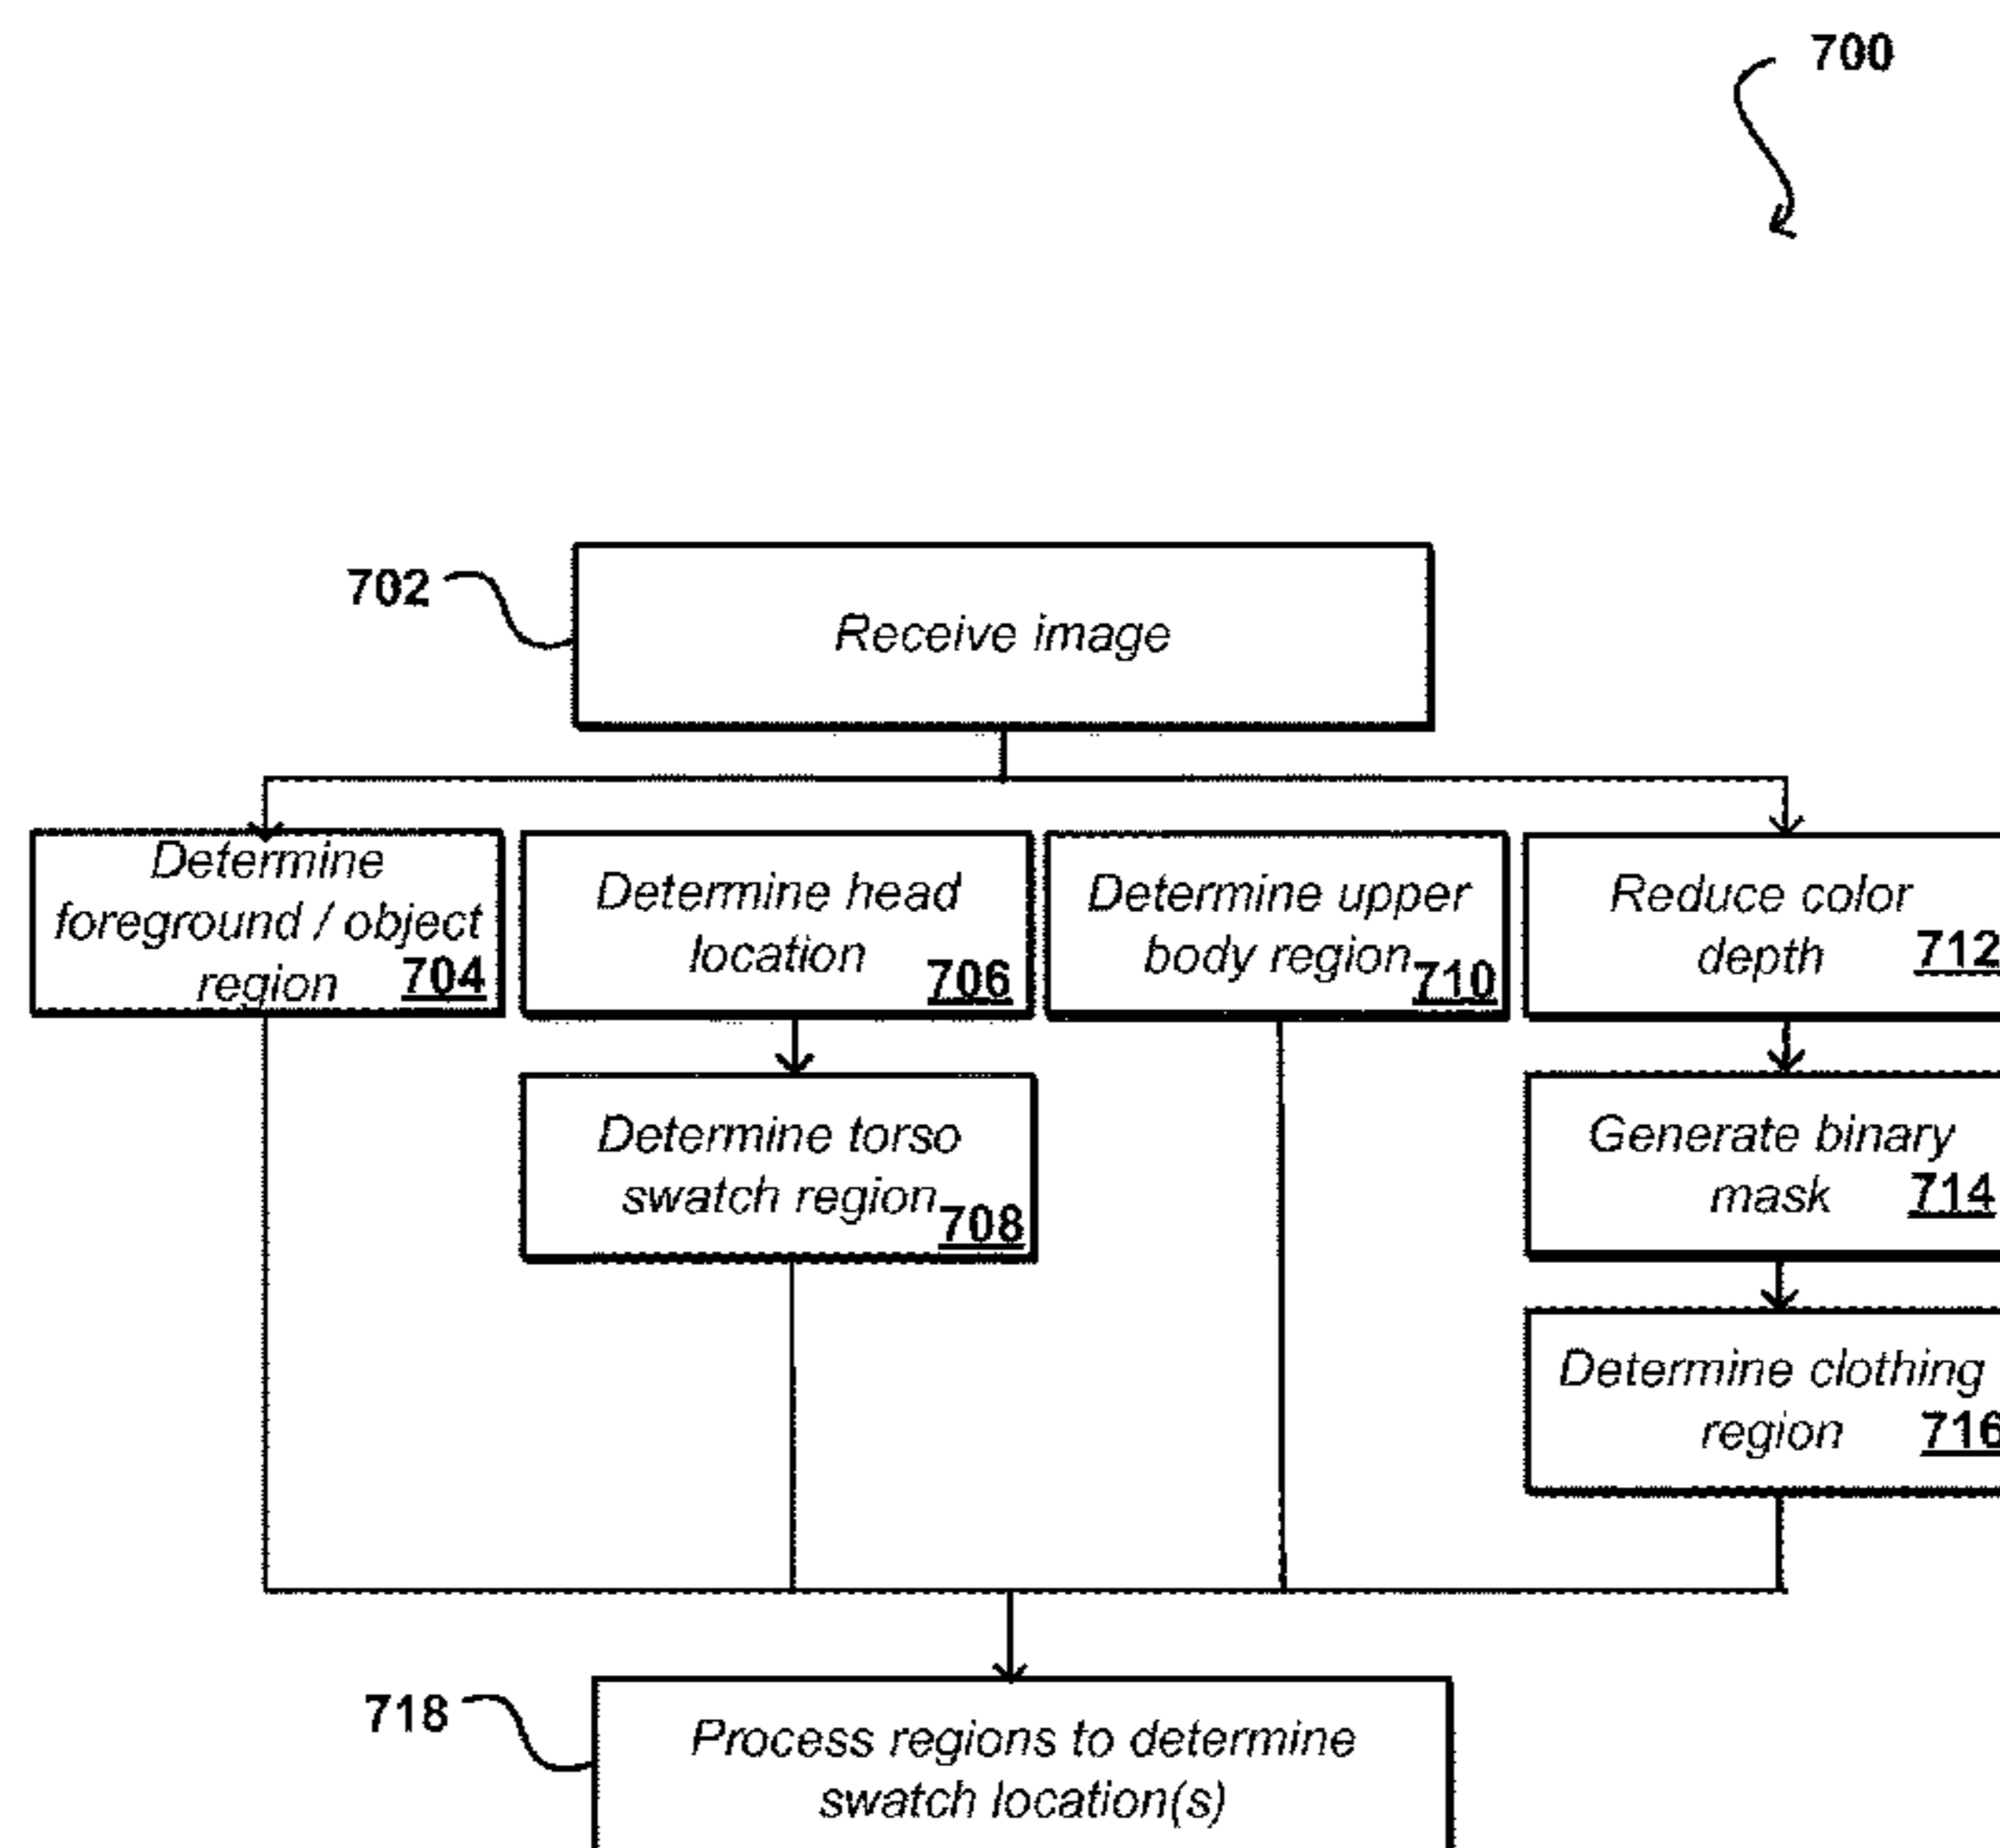 700
702
Receive image
Determine
foreground / object
region 704
Determine head
location 706
Determine upper
body region 710
Reduce color
depth 712
Determine torso
swatch region 708
Generate binary
mask 714
Determine clothing
region 716
718
Process regions to determine
swatch location(s)